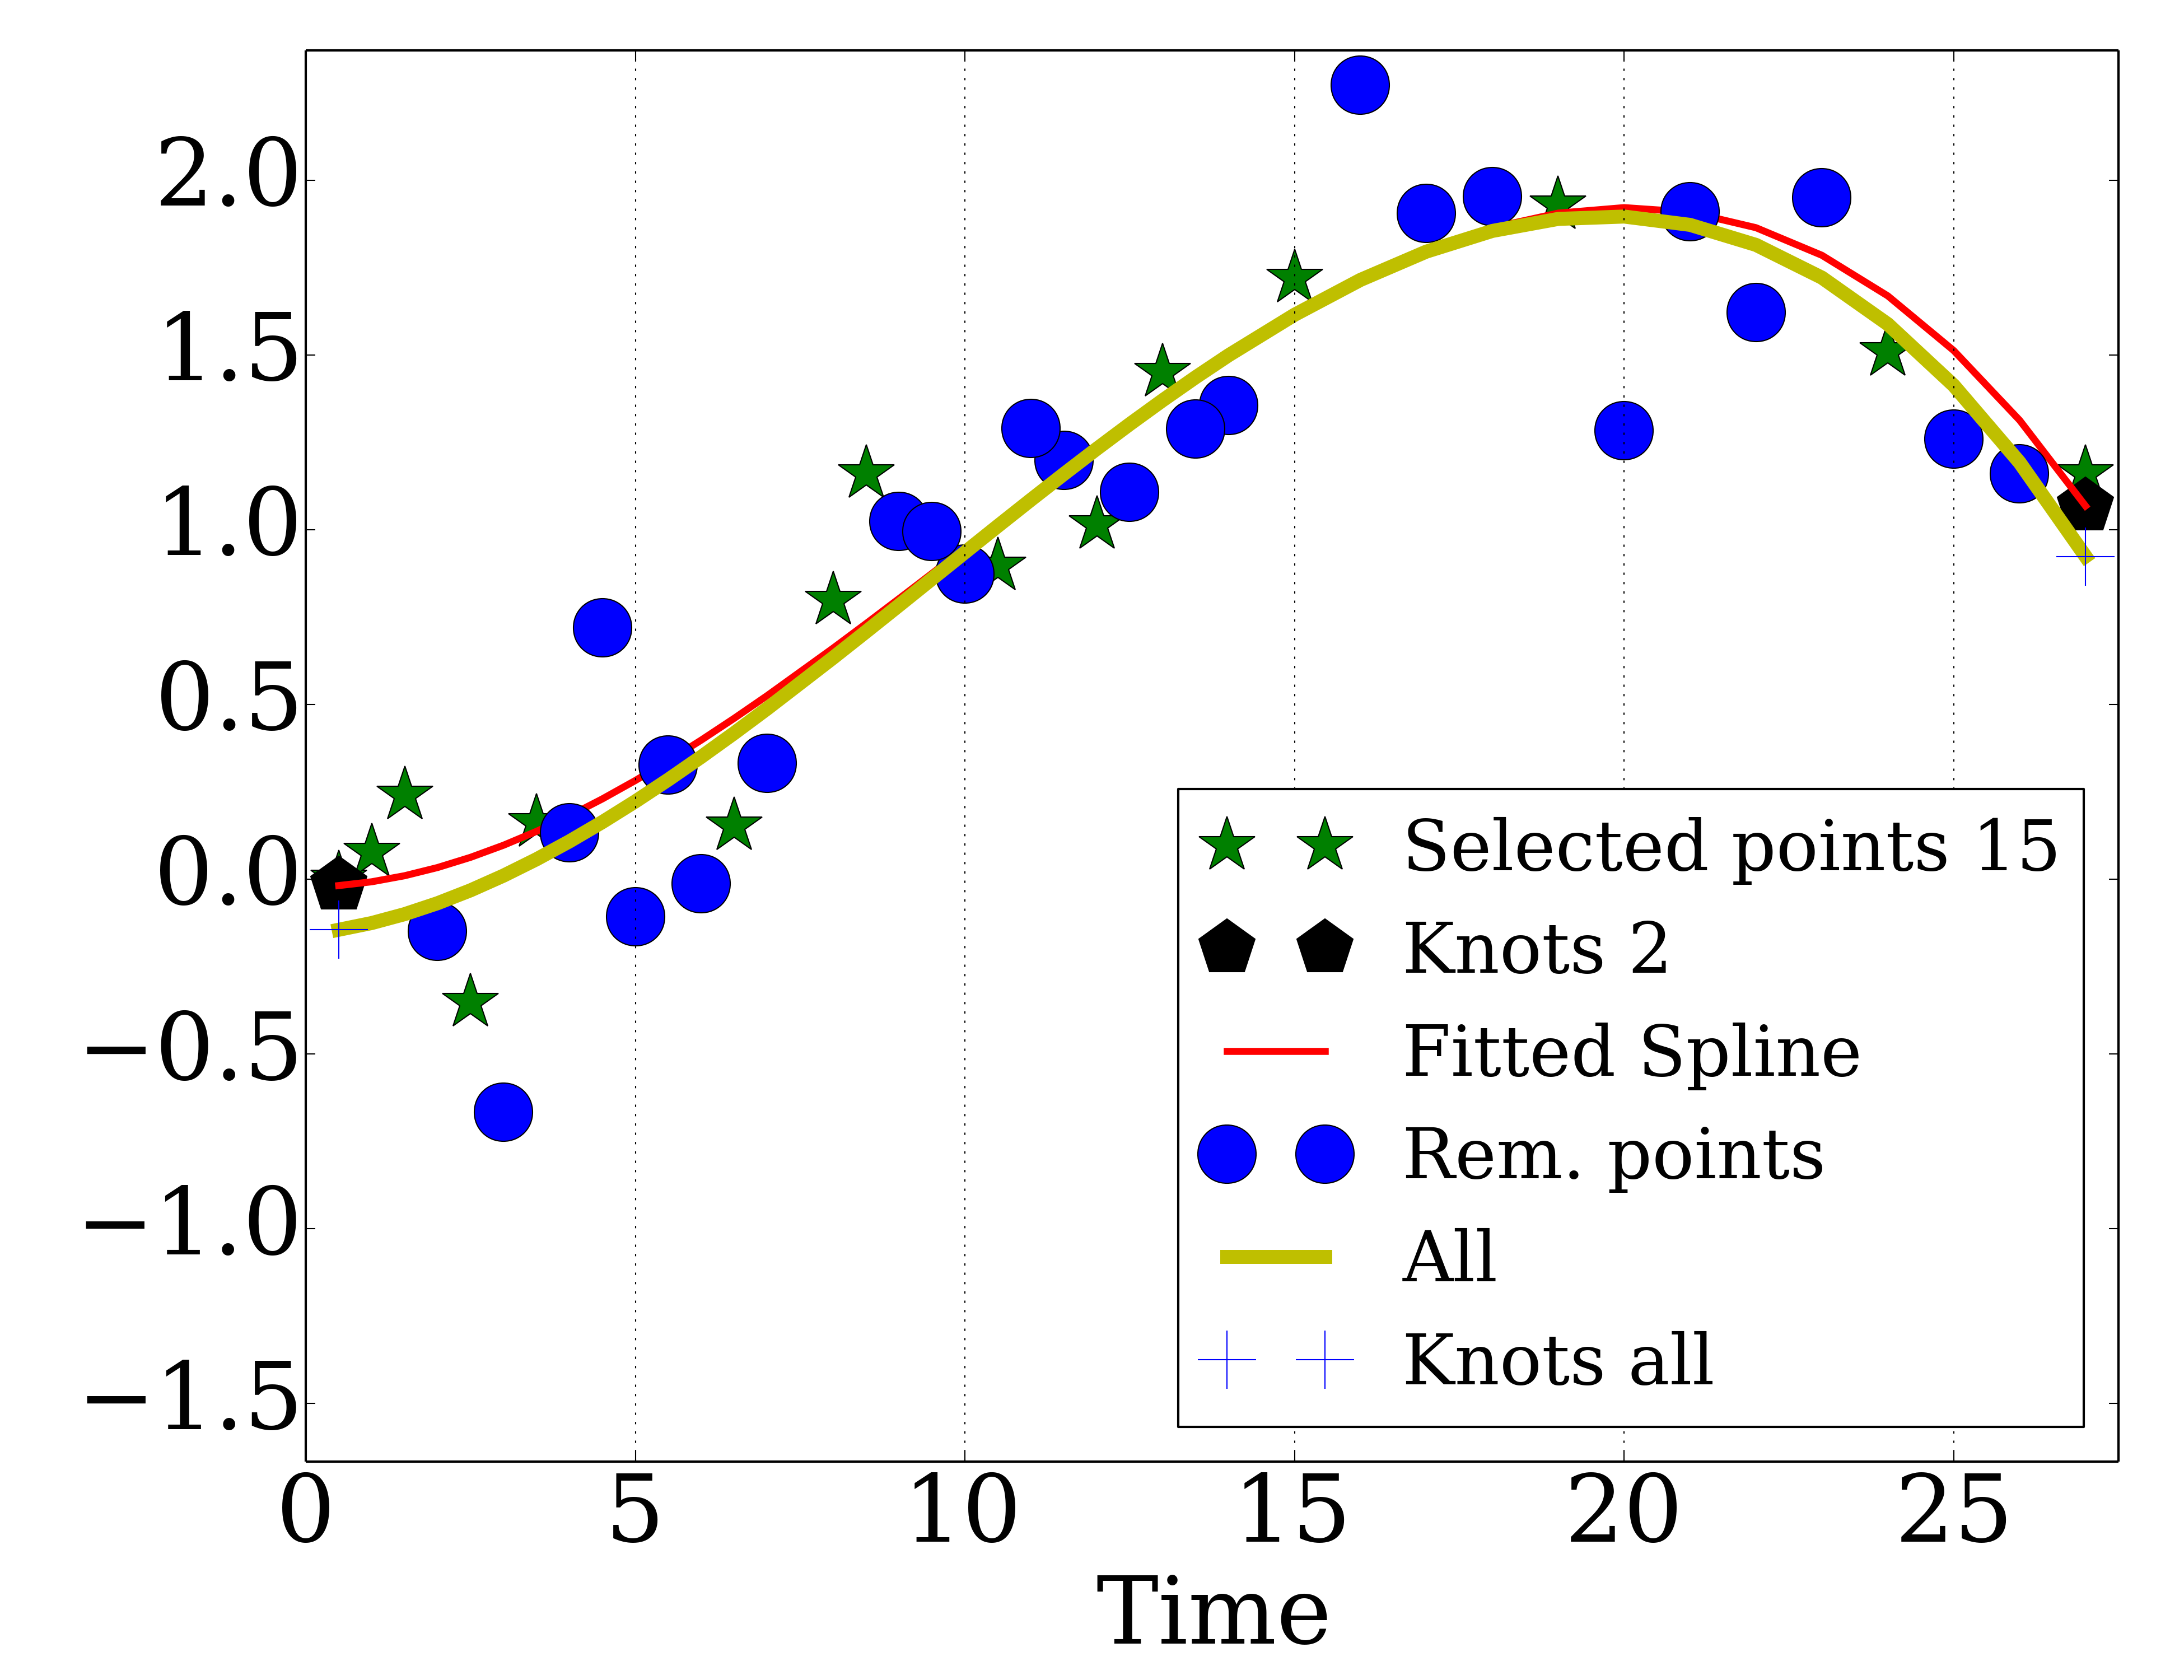 2.0
1.5
1.0
0.5
0.0
−0.5
−1.0
−1.5
Selected points 15
Knots 2
Fitted Spline
Rem. points
All
Knots all
0 5 10 15 20 25
Time